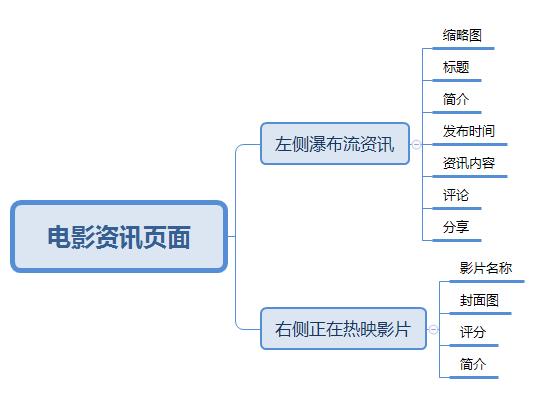 电影资讯页面
左侧瀑布流资讯
缩略图
标题
简介
发布时间
资讯内容
评论
分享
右侧正在热映影片
影片名称
封面图
评分
简介